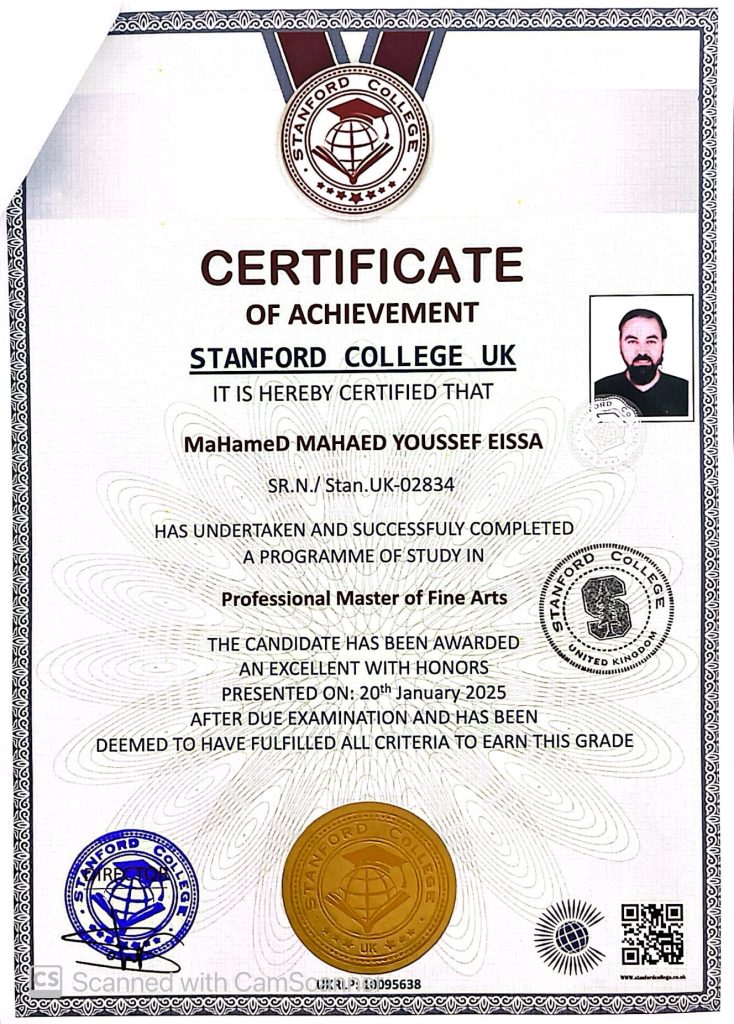 STANFORD COLLEGE
CERTIFICATE
OF ACHIEVEMENT
STANFORD COLLEGE UK
IT IS HEREBY CERTIFIED THAT
MaHameD MAHAED YOUSSEF EISSA
SR.N./ Stan.UK-02834
HAS UNDERTAKEN AND SUCCESSFULY COMPLETED
A PROGRAMME OF STUDY IN
Professional Master of Fine Arts
STANFORD COLLEGE
S
UNITED KINGDOM
THE CANDIDATE HAS BEEN AWARDED
AN EXCELLENT WITH HONORS
PRESENTED ON: 20th January 2025
AFTER DUE EXAMINATION AND HAS BEEN
DEEMED TO HAVE FULFILLED ALL CRITERIA TO EARN THIS GRADE
STANFORD COLLEGE
DIRECTOR
STANFORD COLLEGE
UK
www.stanfordcollege.co.uk
CS Scanned with